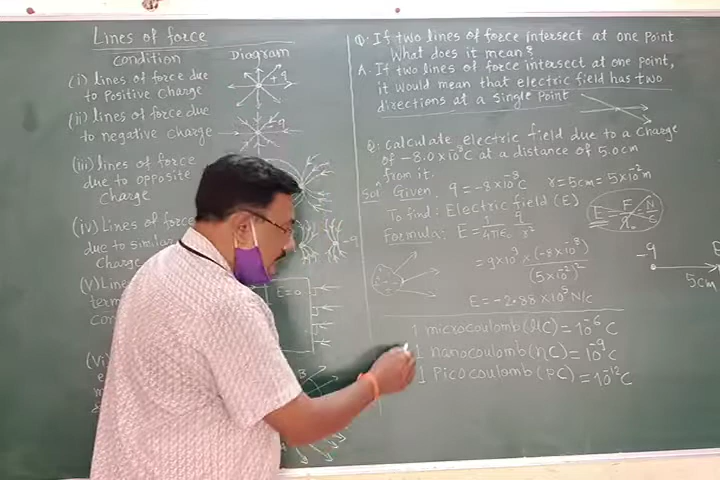 Lines of force
Condition
Diagram
(i) lines of force due
to Positive Charge
+q
(ii) lines of force due
to negative Charge
-q
(iii) lines of force
due to opposite
Charge
(iv) Lines of force
due to similar
Charge
-q
(v) Line
E=0
(vi)
Q. If two lines of force intersect at one point
What does it mean?
A. If two lines of force intersect at one point,
it would mean that electric field has two
directions at a single point
Q: calculate electric field due to a charge
of -8.0×10⁻⁸C at a distance of 5.0cm
from it.
Solⁿ Given, q = -8×10⁻⁸C r=5cm=5×10⁻²m
To find: Electric field (E)
E = F/q₀ N/C
Formula: E = 1/4πε₀ q/r²
= 9×10⁹ × (-8×10⁻⁸)/(5×10⁻²)²
E = -2.88×10⁵ N/C
-q
E
5cm
1 microcoulomb (μC) = 10⁻⁶ C
1 nanocoulomb (nC) = 10⁻⁹ C
1 Picocoulomb (PC) = 10⁻¹² C